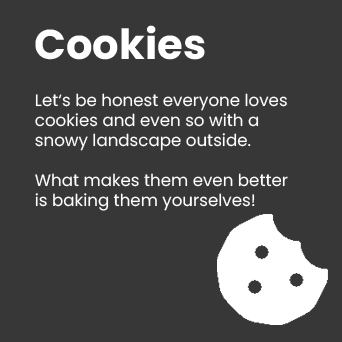 Cookies
Let's be honest everyone loves
cookies and even so with a
snowy landscape outside.
What makes them even better
is baking them yourselves!